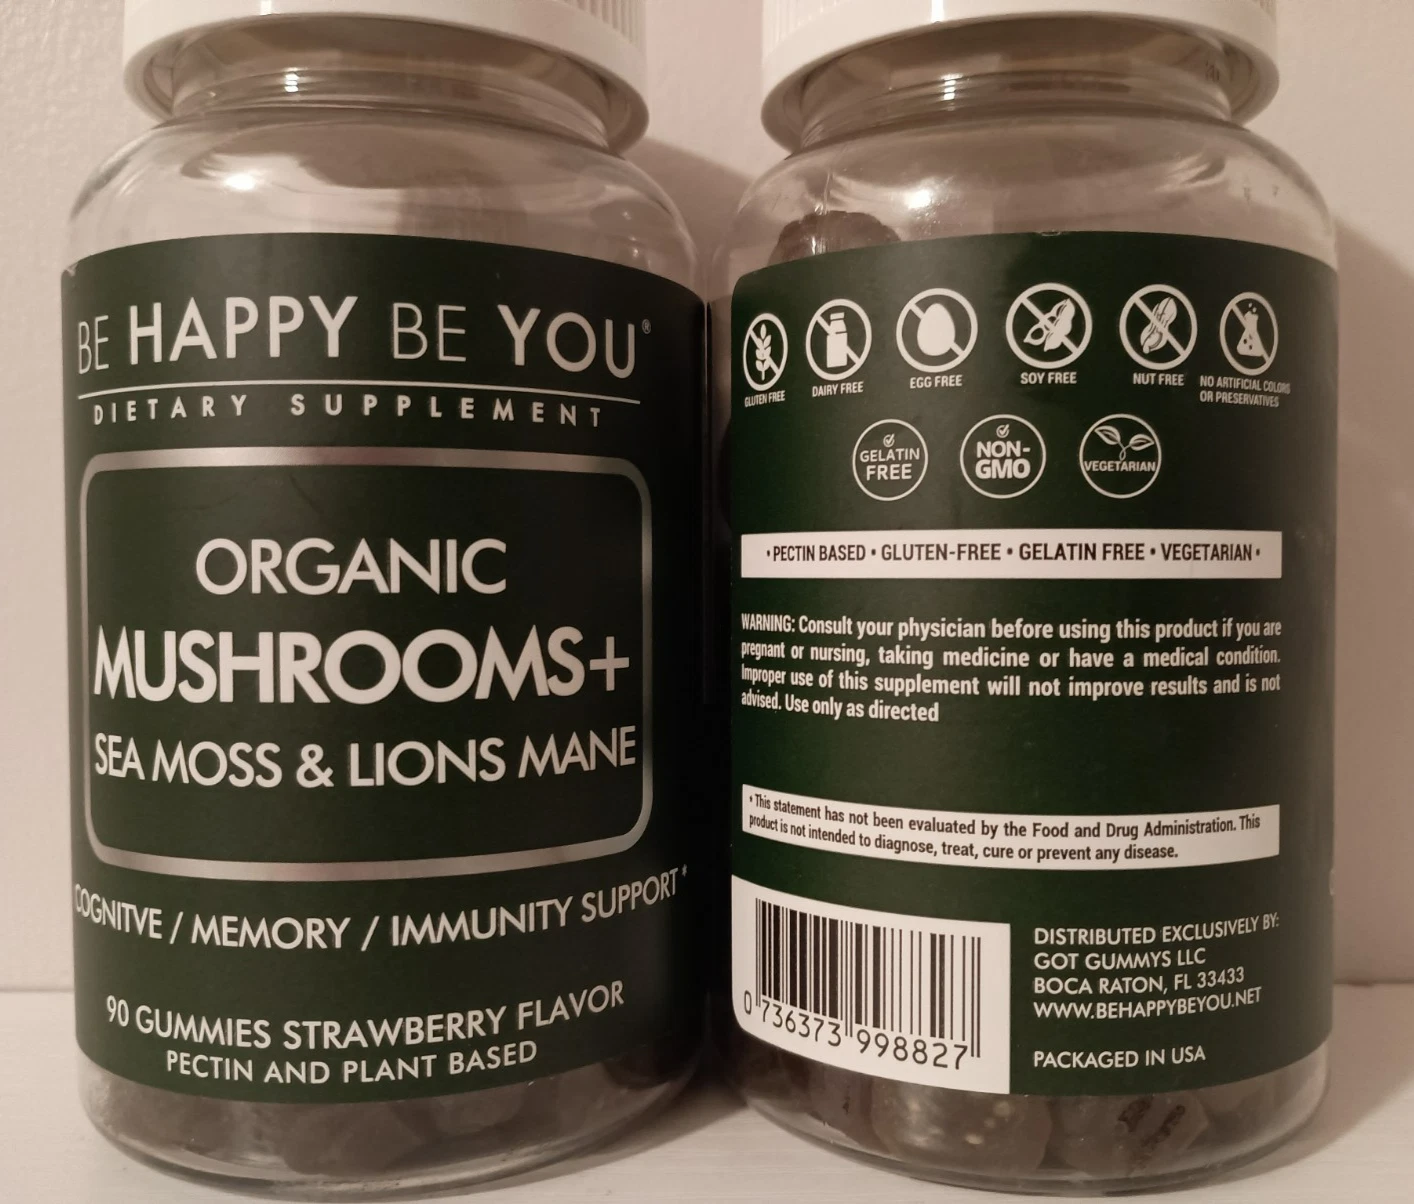 BE HAPPY BE YOU®
DIETARY SUPPLEMENT
ORGANIC
MUSHROOMS+
SEA MOSS & LIONS MANE
COGNITVE / MEMORY / IMMUNITY SUPPORT*
90 GUMMIES STRAWBERRY FLAVOR
PECTIN AND PLANT BASED
GLUTEN FREE
DAIRY FREE
EGG FREE
SOY FREE
NUT FREE
NO ARTIFICIAL COLORS
OR PRESERVATIVES
GELATIN
FREE
NON-
GMO
VEGETARIAN
• PECTIN BASED • GLUTEN-FREE • GELATIN FREE • VEGETARIAN •
WARNING: Consult your physician before using this product if you are
pregnant or nursing, taking medicine or have a medical condition.
Improper use of this supplement will not improve results and is not
advised. Use only as directed
* This statement has not been evaluated by the Food and Drug Administration. This
product is not intended to diagnose, treat, cure or prevent any disease.
0 736373 998827
DISTRIBUTED EXCLUSIVELY BY:
GOT GUMMYS LLC
BOCA RATON, FL 33433
WWW.BEHAPPYBEYOU.NET
PACKAGED IN USA